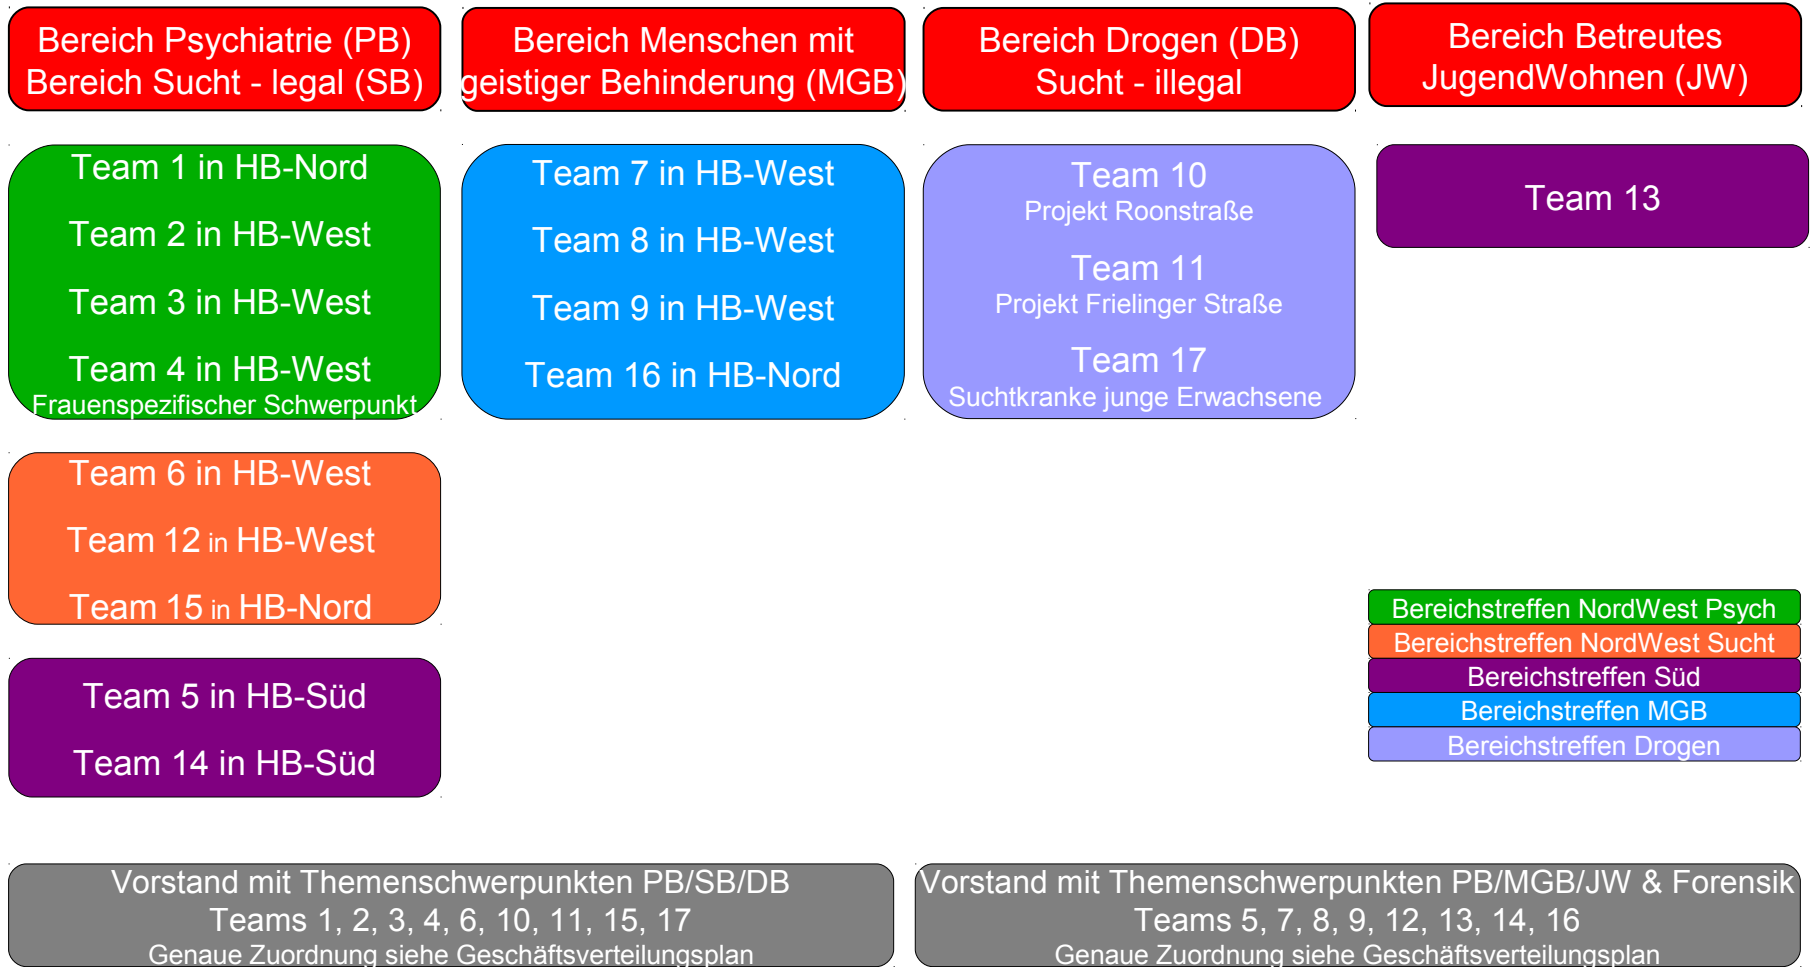 Bereich Psychiatrie (PB)
Bereich Sucht - legal (SB)
Bereich Menschen mit
geistiger Behinderung (MGB)
Bereich Drogen (DB)
Sucht - illegal
Bereich Betreutes
JugendWohnen (JW)
Team 1 in HB-Nord
Team 2 in HB-West
Team 3 in HB-West
Team 4 in HB-West
Frauenspezifischer Schwerpunkt
Team 7 in HB-West
Team 8 in HB-West
Team 9 in HB-West
Team 16 in HB-Nord
Team 10
Projekt Roonstraße
Team 11
Projekt Frielinger Straße
Team 17
Suchtkranke junge Erwachsene
Team 13
Team 6 in HB-West
Team 12 in HB-West
Team 15 in HB-Nord
Team 5 in HB-Süd
Team 14 in HB-Süd
Bereichstreffen NordWest Psych
Bereichstreffen NordWest Sucht
Bereichstreffen Süd
Bereichstreffen MGB
Bereichstreffen Drogen
Vorstand mit Themenschwerpunkten PB/SB/DB
Teams 1, 2, 3, 4, 6, 10, 11, 15, 17
Genaue Zuordnung siehe Geschäftsverteilungsplan
Vorstand mit Themenschwerpunkten PB/MGB/JW & Forensik
Teams 5, 7, 8, 9, 12, 13, 14, 16
Genaue Zuordnung siehe Geschäftsverteilungsplan